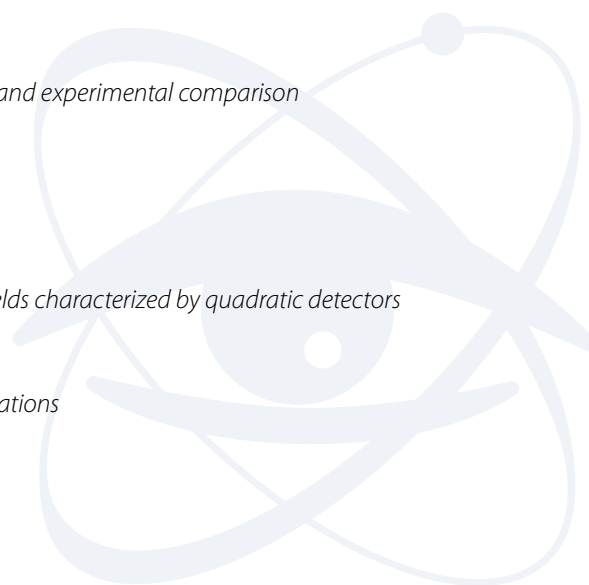 and experimental comparison
elds characterized by quadratic detectors
ations